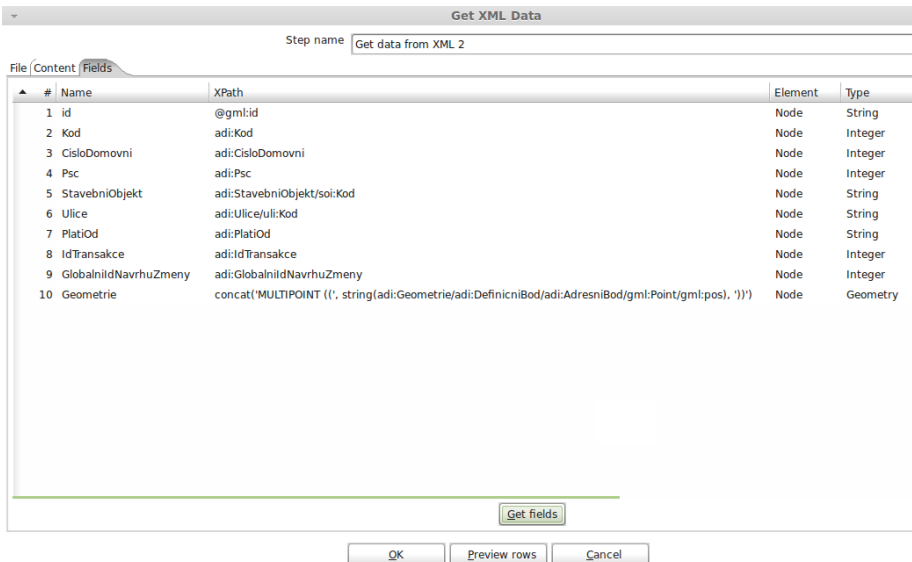 Get XML Data
Step name Get data from XML 2
File Content Fields
# Name XPath Element Type
1 id @gml:id Node String
2 Kod adi:Kod Node Integer
3 CisloDomovni adi:CisloDomovni Node Integer
4 Psc adi:Psc Node Integer
5 StavebniObjekt adi:StavebniObjekt/soi:Kod Node String
6 Ulice adi:Ulice/uli:Kod Node String
7 PlatiOd adi:PlatiOd Node String
8 IdTransakce adi:IdTransakce Node Integer
9 GlobalniIdNavrhuZmeny adi:GlobalniIdNavrhuZmeny Node Integer
10 Geometrie concat('MULTIPOINT ((', string(adi:Geometrie/adi:DefinicniBod/adi:AdresniBod/gml:Point/gml:pos), '))') Node Geometry
Get fields
OK Preview rows Cancel